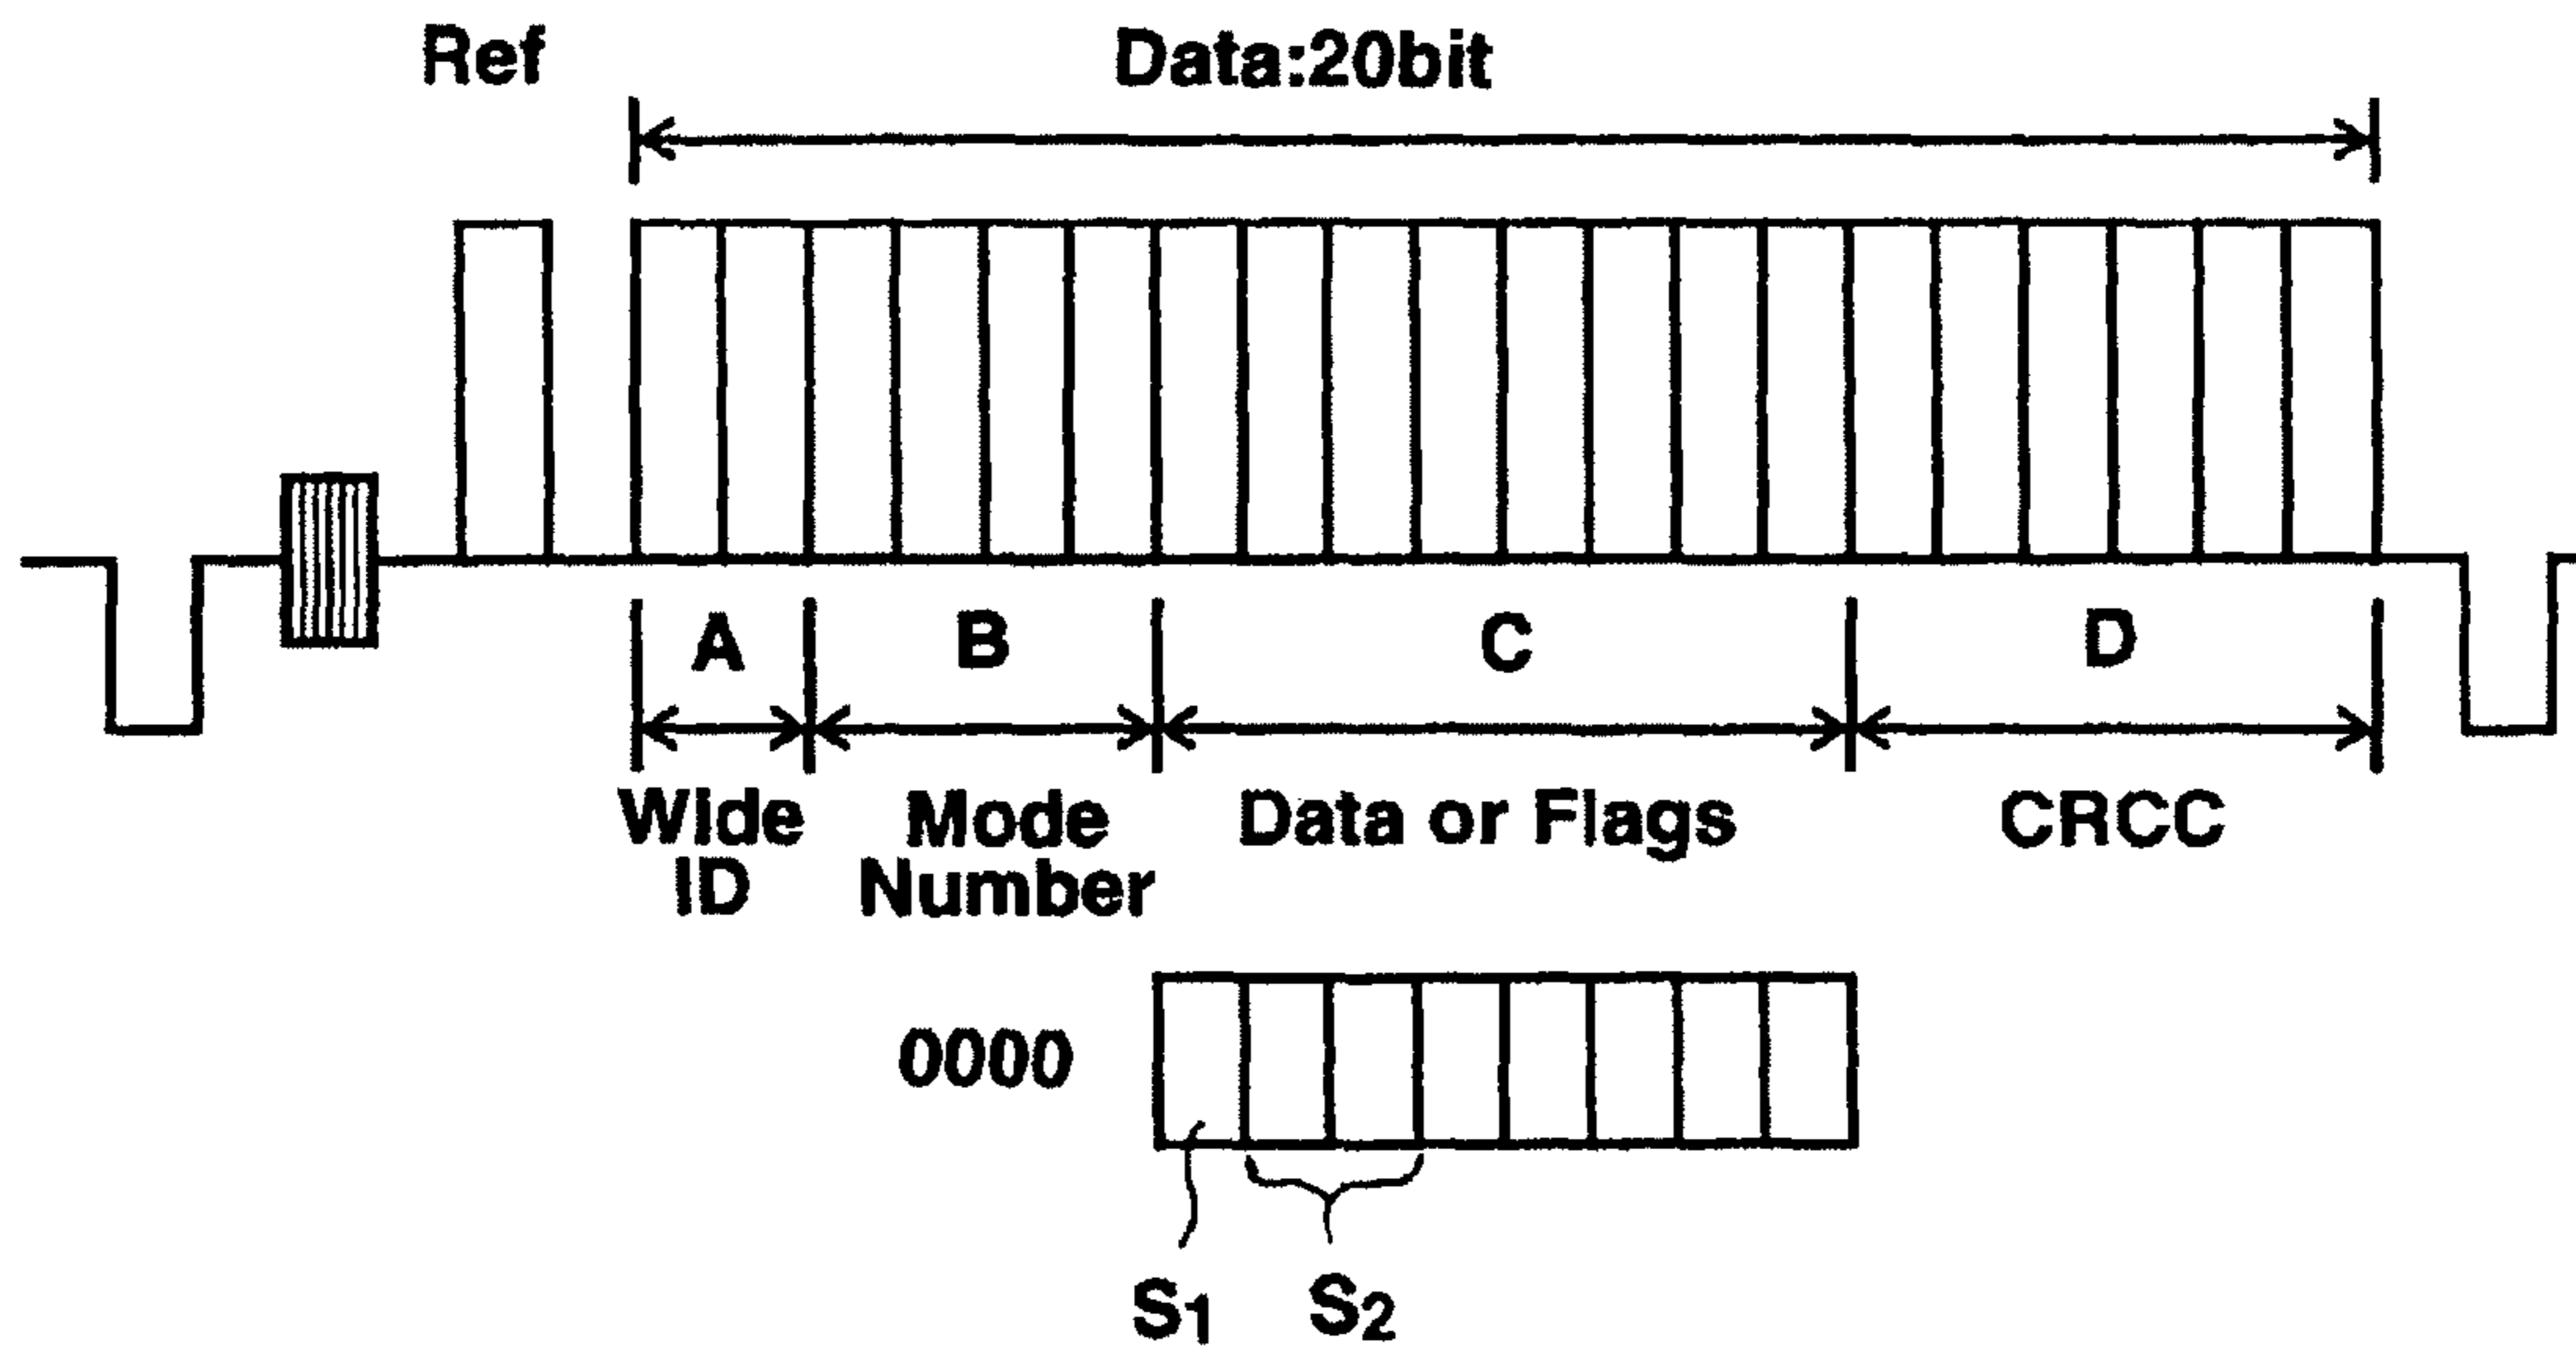 Ref
Data:20bit
A
B
C
D
Wide
ID
Mode
Number
Data or Flags
CRCC
0000
S1
S2